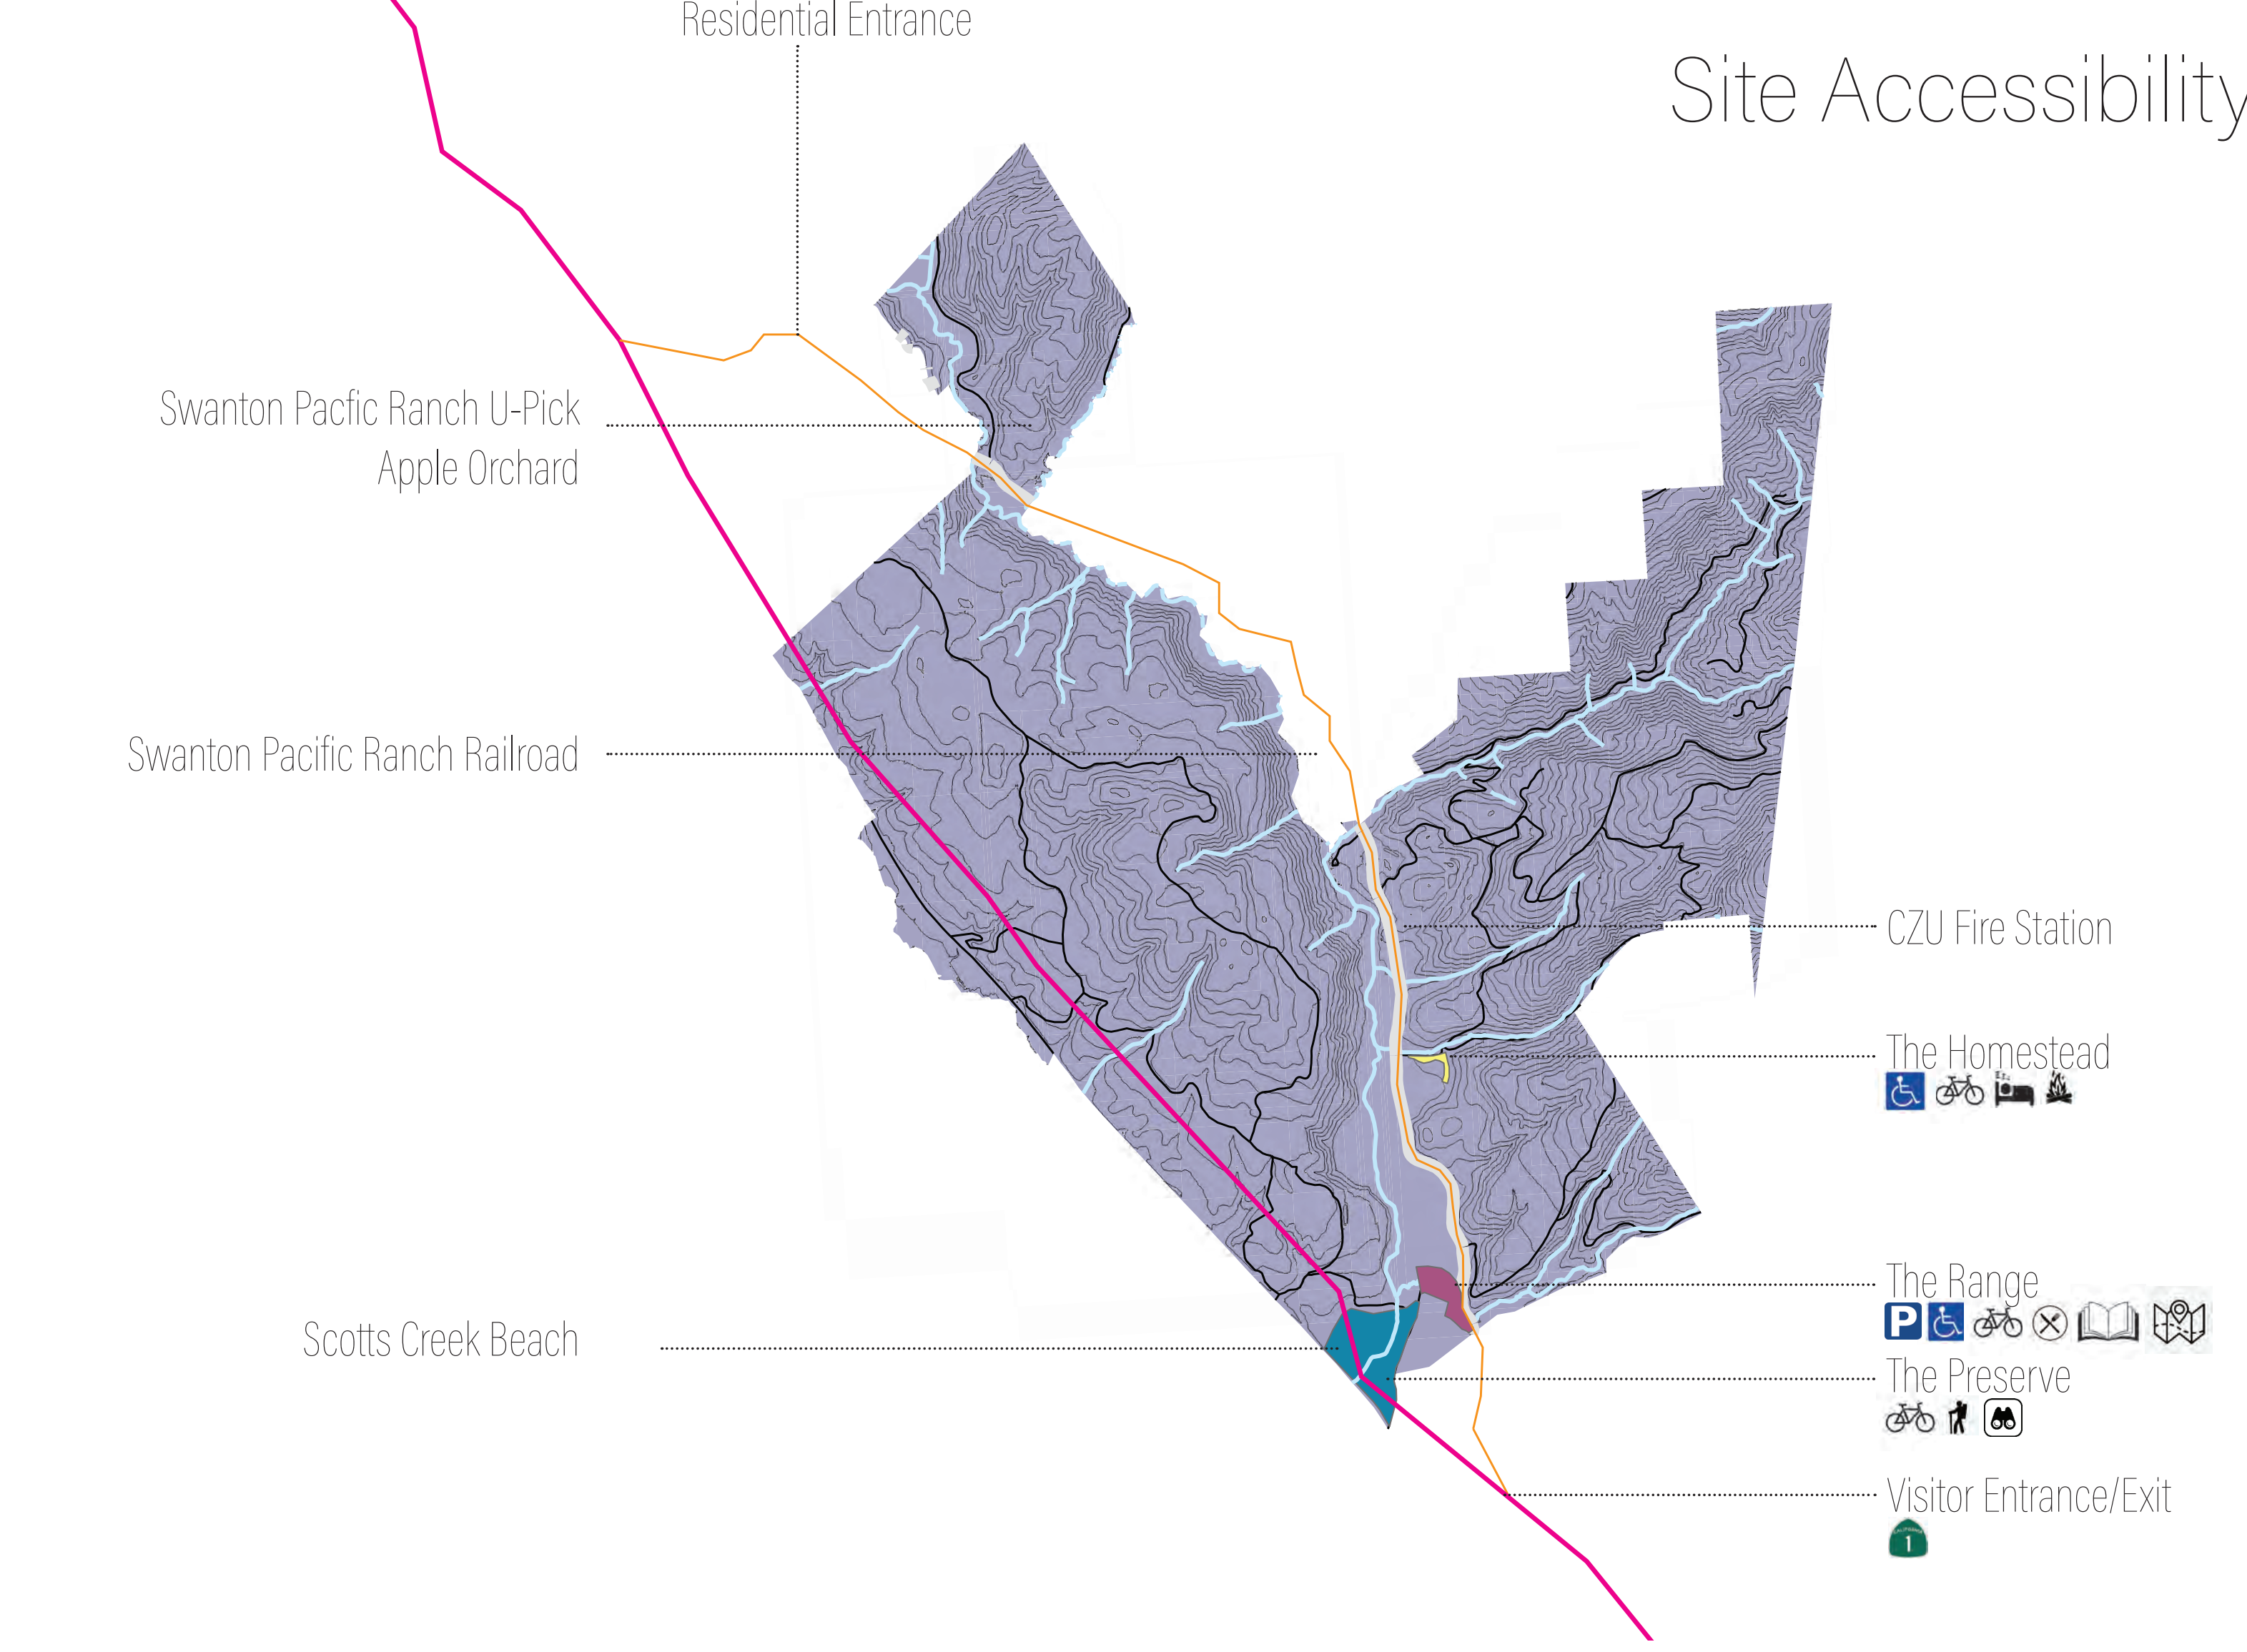 Residential Entrance
Site Accessibility
Swanton Pacfic Ranch U-Pick
Apple Orchard
Swanton Pacific Ranch Railroad
CZU Fire Station
The Homestead
The Range
P
Scotts Creek Beach
The Preserve
Visitor Entrance/Exit
CALIFORNIA
1